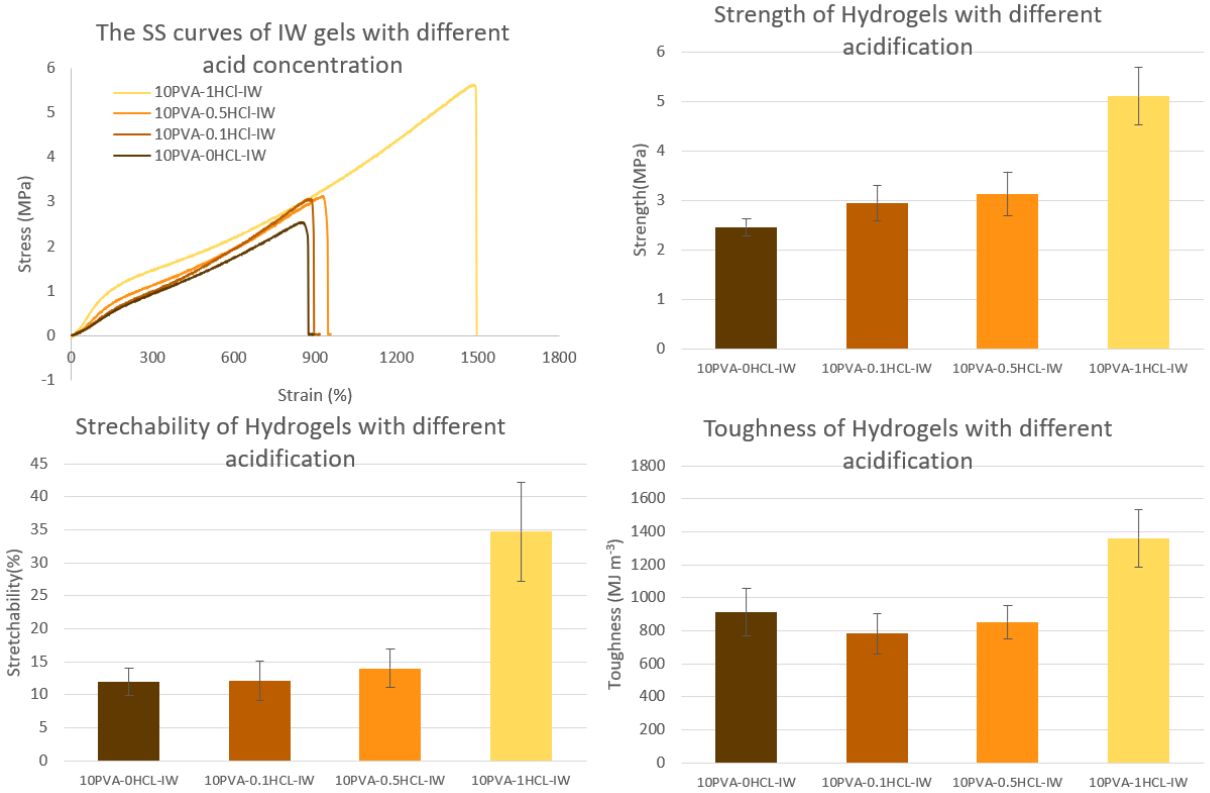 The SS curves of IW gels with different
acid concentration
6
5
4
3
2
1
0
-1
Stress (MPa)
10PVA-1HCl-IW
10PVA-0.5HCl-IW
10PVA-0.1HCl-IW
10PVA-0HCL-IW
0 300 600 900 1200 1500 1800
Strain (%)
Strength of Hydrogels with different
acidification
6
5
4
3
2
1
0
Strength(MPa)
10PVA-0HCL-IW 10PVA-0.1HCL-IW 10PVA-0.5HCL-IW 10PVA-1HCL-IW
Strechability of Hydrogels with different
acidification
45
40
35
30
25
20
15
10
5
0
Stretchability(%)
10PVA-0HCL-IW 10PVA-0.1HCL-IW 10PVA-0.5HCL-IW 10PVA-1HCL-IW
Toughness of Hydrogels with different
acidification
1800
1600
1400
1200
1000
800
600
400
200
0
Toughness (MJ m⁻³)
10PVA-0HCL-IW 10PVA-0.1HCL-IW 10PVA-0.5HCL-IW 10PVA-1HCL-IW